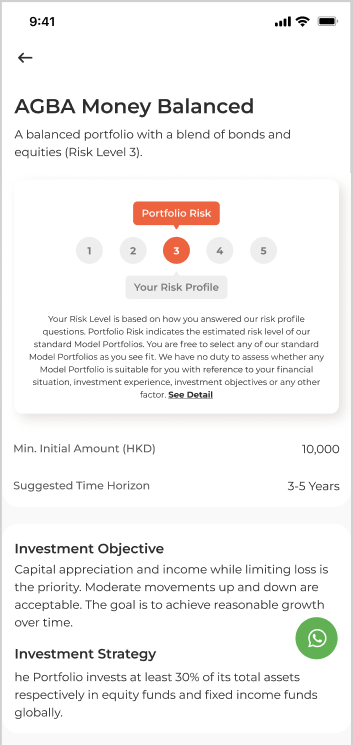 9:41
AGBA Money Balanced
A balanced portfolio with a blend of bonds and
equities (Risk Level 3).
Portfolio Risk
1 2 3 4 5
Your Risk Profile
Your Risk Level is based on how you answered our risk profile
questions. Portfolio Risk indicates the estimated risk level of our
standard Model Portfolios. You are free to select any of our standard
Model Portfolios as you see fit. We have no duty to assess whether any
Model Portfolio is suitable for you with reference to your financial
situation, investment experience, investment objectives or any other
factor. See Detail
Min. Initial Amount (HKD) 10,000
Suggested Time Horizon 3-5 Years
Investment Objective
Capital appreciation and income while limiting loss is
the priority. Moderate movements up and down are
acceptable. The goal is to achieve reasonable growth
over time.
Investment Strategy
he Portfolio invests at least 30% of its total assets
respectively in equity funds and fixed income funds
globally.